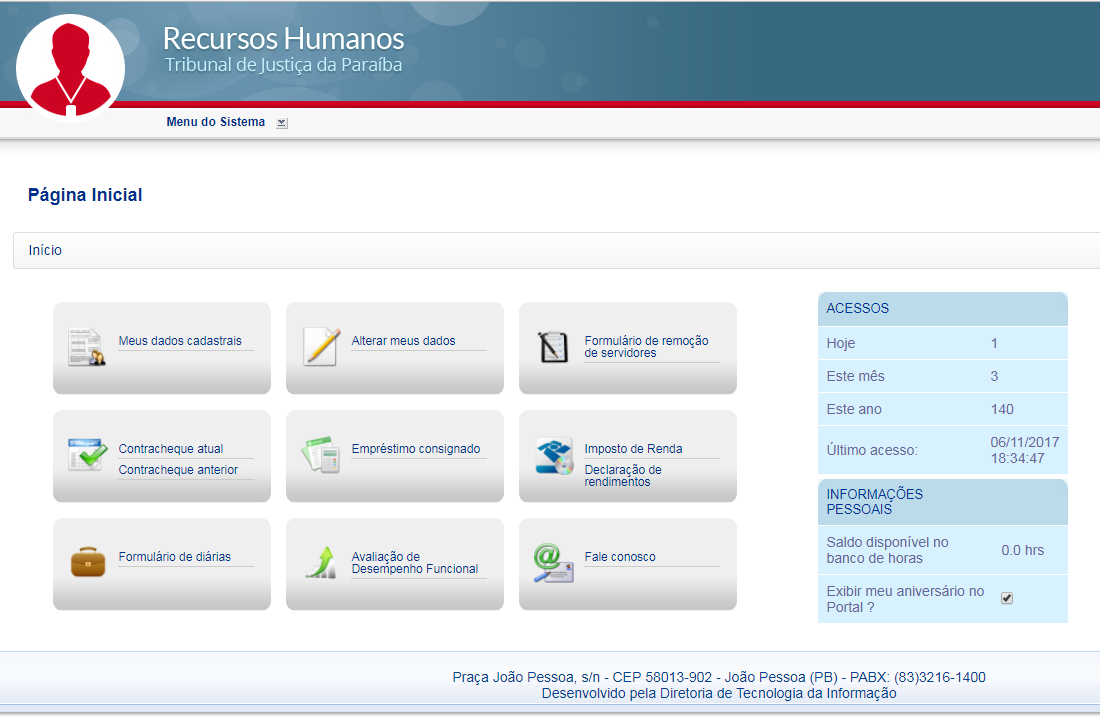 Recursos Humanos
Tribunal de Justiça da Paraíba
Menu do Sistema
Página Inicial
Início
Meus dados cadastrais
Alterar meus dados
Formulário de remoção
de servidores
Contracheque atual
Contracheque anterior
Empréstimo consignado
Imposto de Renda
Declaração de
rendimentos
Formulário de diárias
Avaliação de
Desempenho Funcional
Fale conosco
ACESSOS
Hoje 1
Este mês 3
Este ano 140
Último acesso: 06/11/2017
18:34:47
INFORMAÇÕES
PESSOAIS
Saldo disponível no
banco de horas 0.0 hrs
Exibir meu aniversário no
Portal ?
Praça João Pessoa, s/n - CEP 58013-902 - João Pessoa (PB) - PABX: (83)3216-1400
Desenvolvido pela Diretoria de Tecnologia da Informação